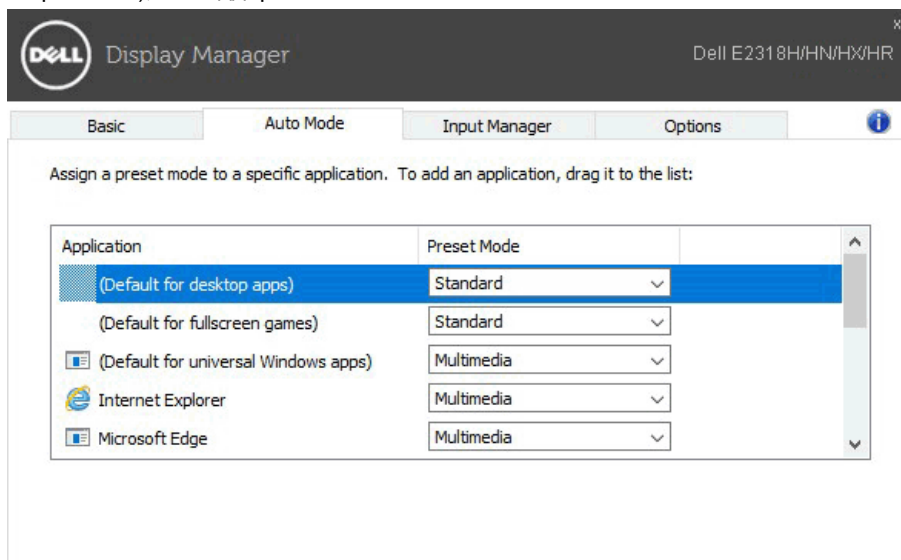 DELL Display Manager
x
Dell E2318H/HN/HX/HR
Basic Auto Mode Input Manager Options
Assign a preset mode to a specific application. To add an application, drag it to the list:
Application Preset Mode
(Default for desktop apps) Standard
(Default for fullscreen games) Standard
(Default for universal Windows apps) Multimedia
Internet Explorer Multimedia
Microsoft Edge Multimedia